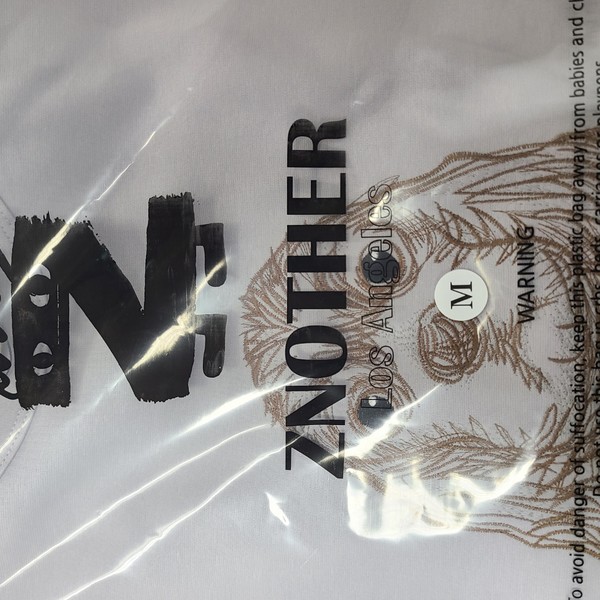 ZNOTHER
Los Angeles
M
WARNING
To avoid danger of suffocation, keep this plastic bag away from babies and